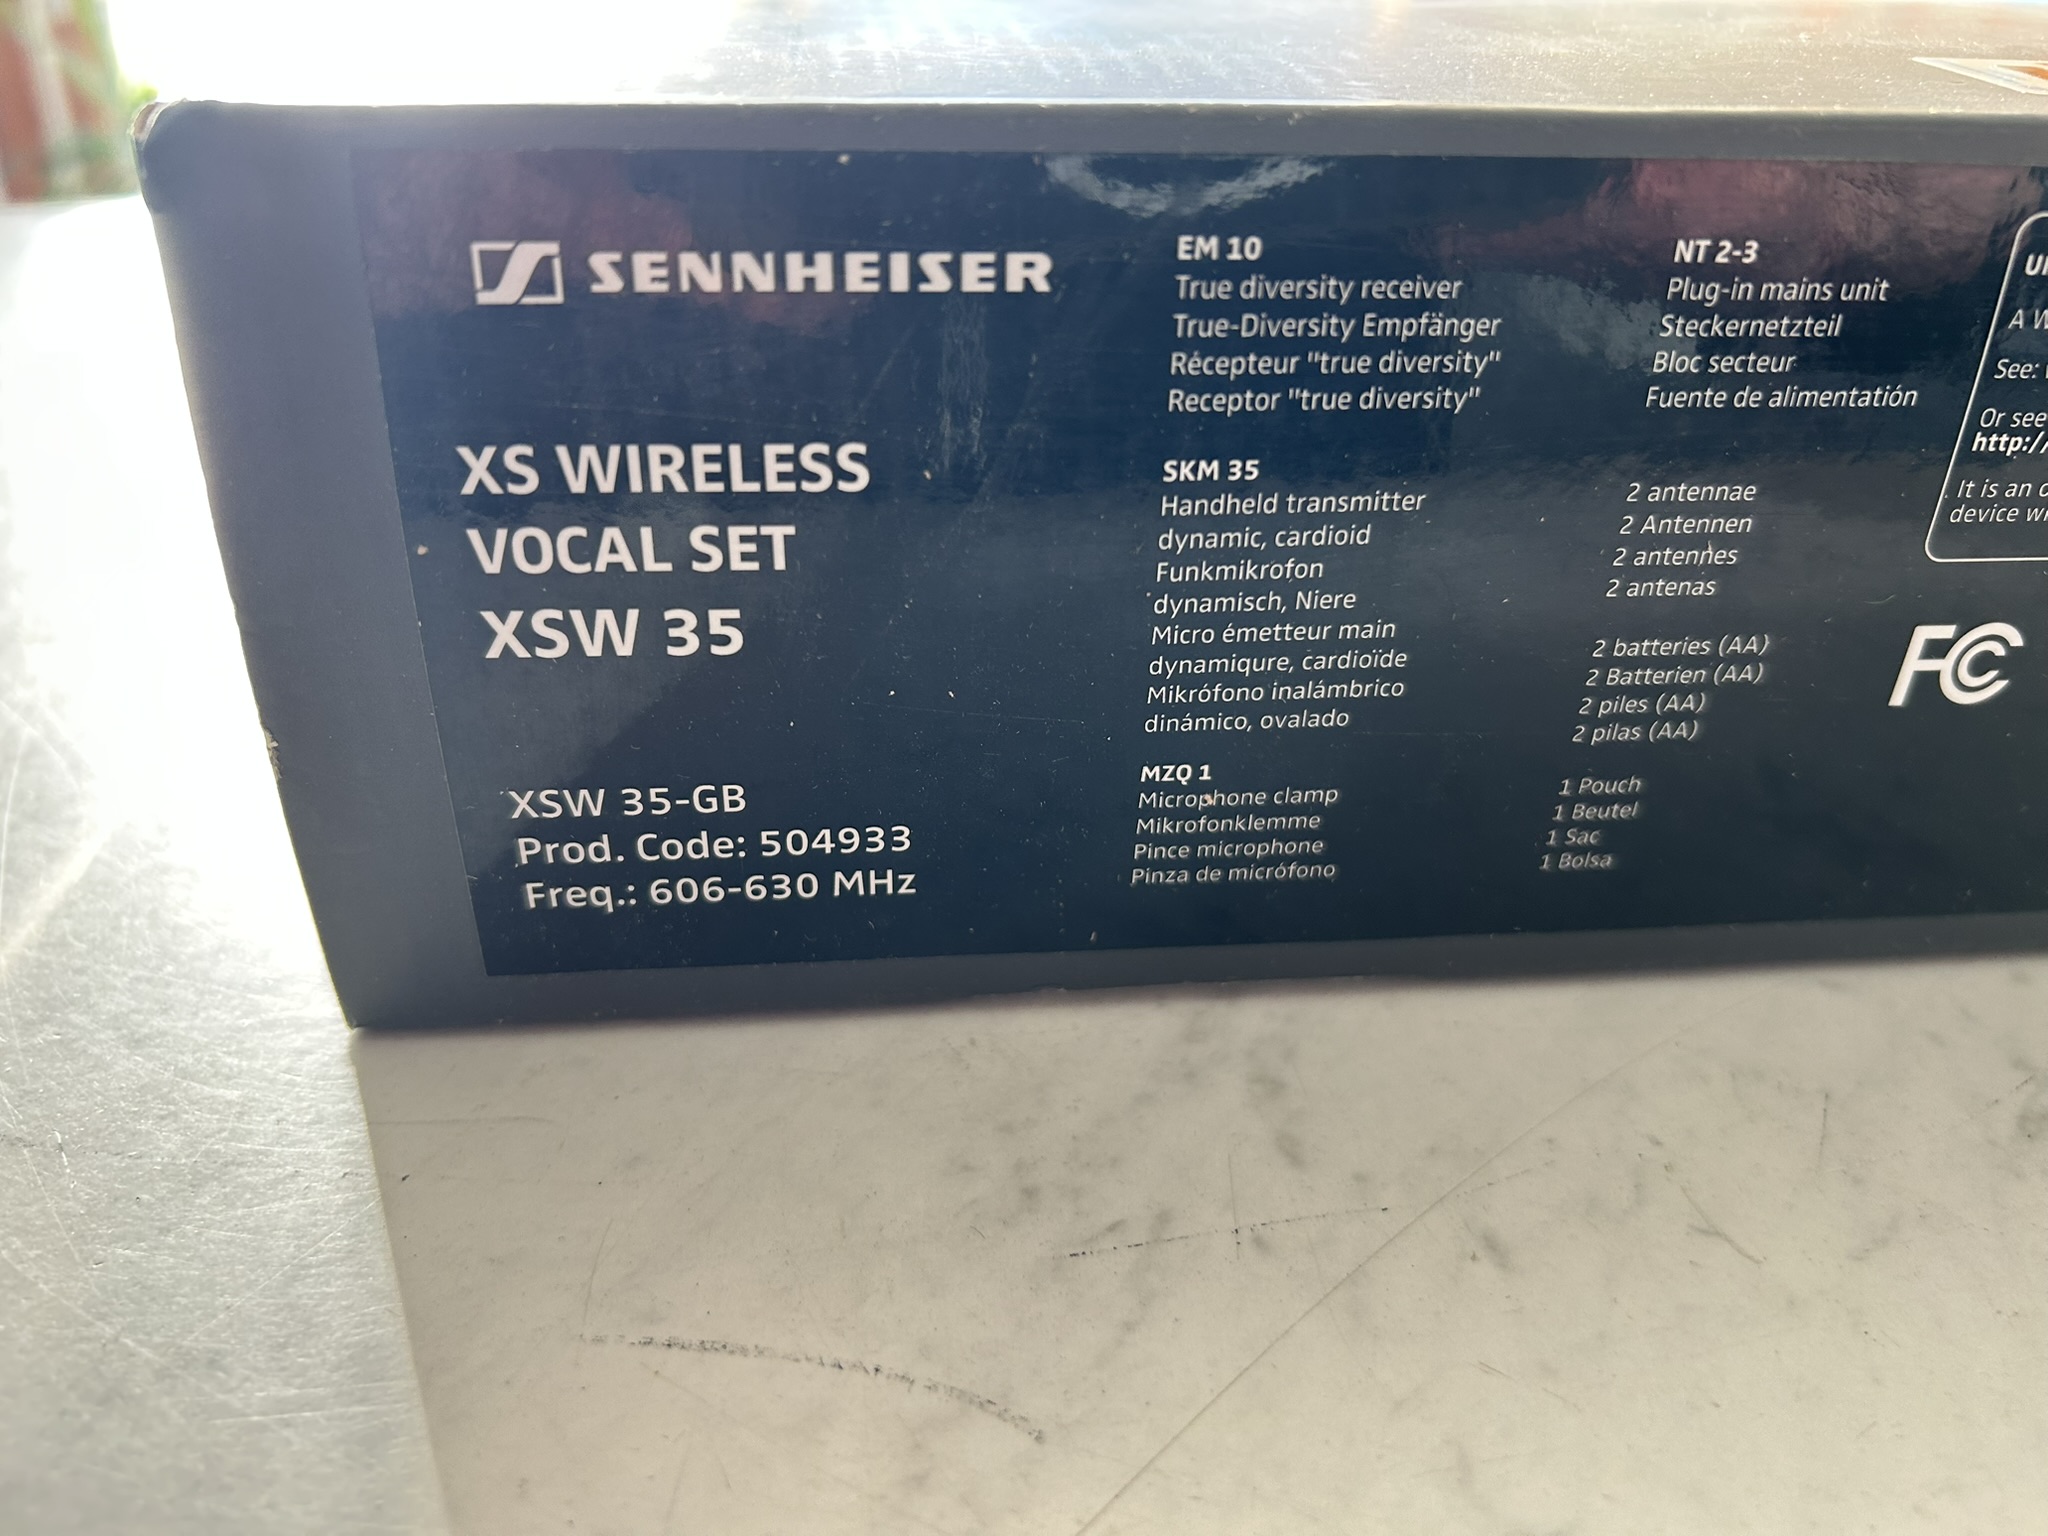 SENNHEISER
XS WIRELESS
VOCAL SET
XSW 35
XSW 35-GB
Prod. Code: 504933
Freq.: 606-630 MHz
EM 10
True diversity receiver
True-Diversity Empfänger
Récepteur "true diversity"
Receptor "true diversity"
SKM 35
Handheld transmitter
dynamic, cardioid
Funkmikrofon
dynamisch, Niere
Micro émetteur main
dynamiqure, cardioïde
Mikrófono inalámbrico
dinámico, ovalado
MZQ 1
Microphone clamp
Mikrofonklemme
Pince microphone
Pinza de micrófono
NT 2-3
Plug-in mains unit
Steckernetzteil
Bloc secteur
Fuente de alimentatión
2 antennae
2 Antennen
2 antennes
2 antenas
2 batteries (AA)
2 Batterien (AA)
2 piles (AA)
2 pilas (AA)
1 Pouch
1 Beutel
1 Sac
1 Bolsa
A
See:
Or see
http:/
It is an
device
FC